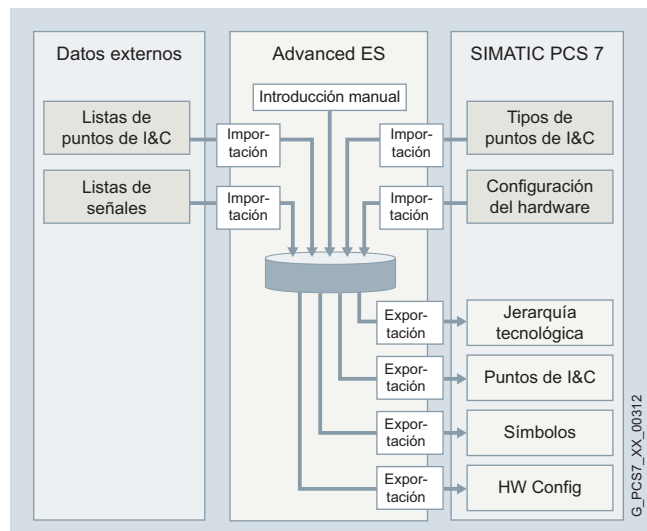 Datos externos
Advanced ES
SIMATIC PCS 7
Introducción manual
Listas de
puntos de I&C
Impor-
tación
Impor-
tación
Tipos de
puntos de I&C
Listas de
señales
Impor-
tación
Impor-
tación
Configuración
del hardware
Expor-
tación
Jerarquía
tecnológica
Expor-
tación
Puntos de I&C
Expor-
tación
Símbolos
Expor-
tación
HW Config
G_PCS7_XX_00312